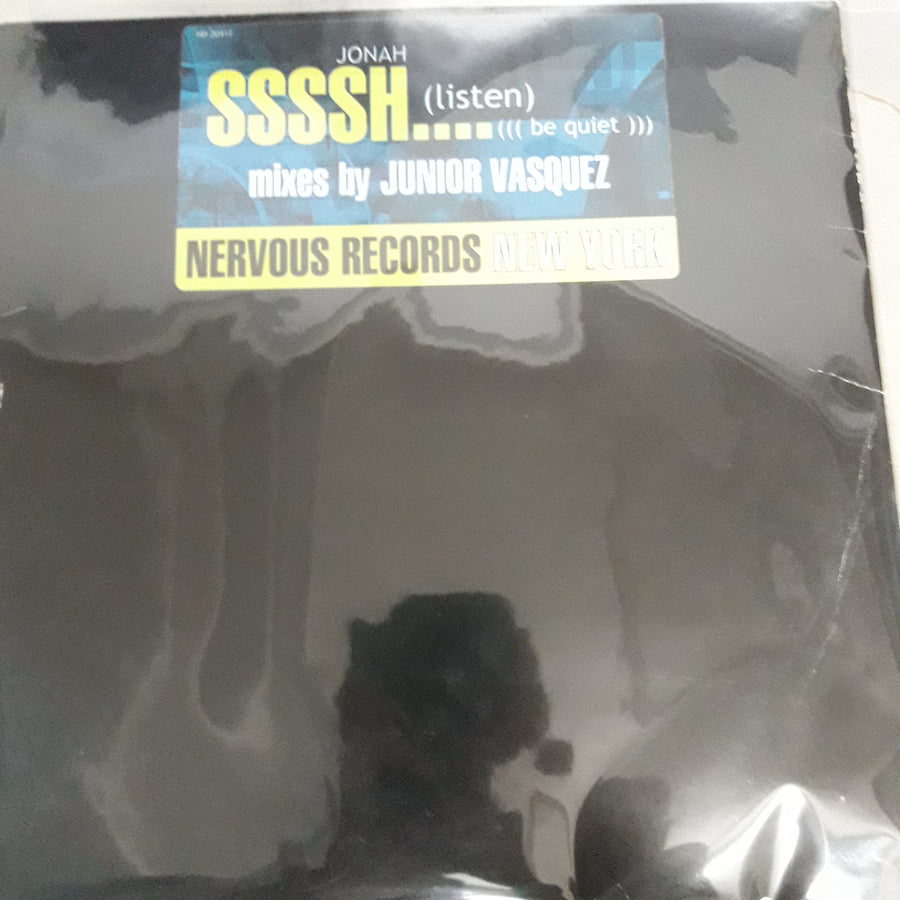 JONAH
SSSSH.... (listen)
((( be quiet )))
mixes by JUNIOR VASQUEZ
NERVOUS RECORDS NEW YORK